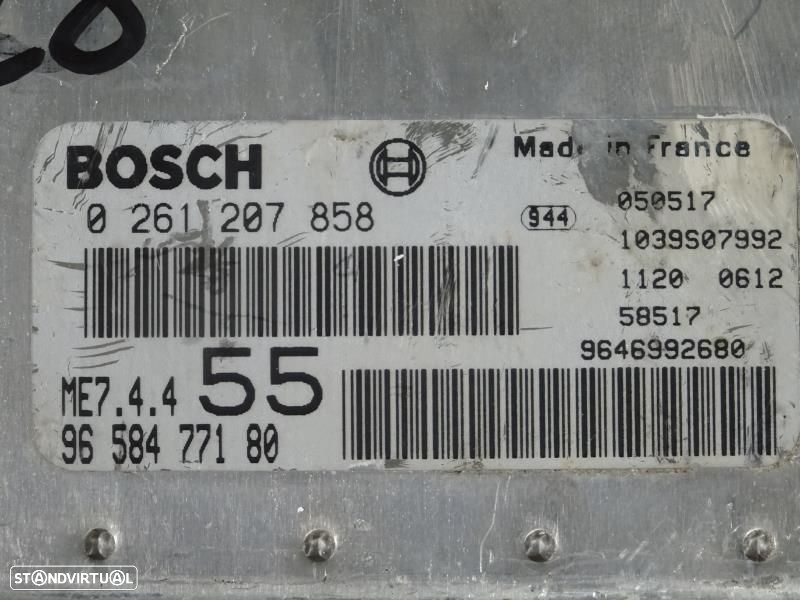 BOSCH
Made in France
0 261 207 858
944
050517
1039S07992
1120 0612
58517
9646992680
ME7.4.4 55
96 584 771 80
STANDVIRTUAL